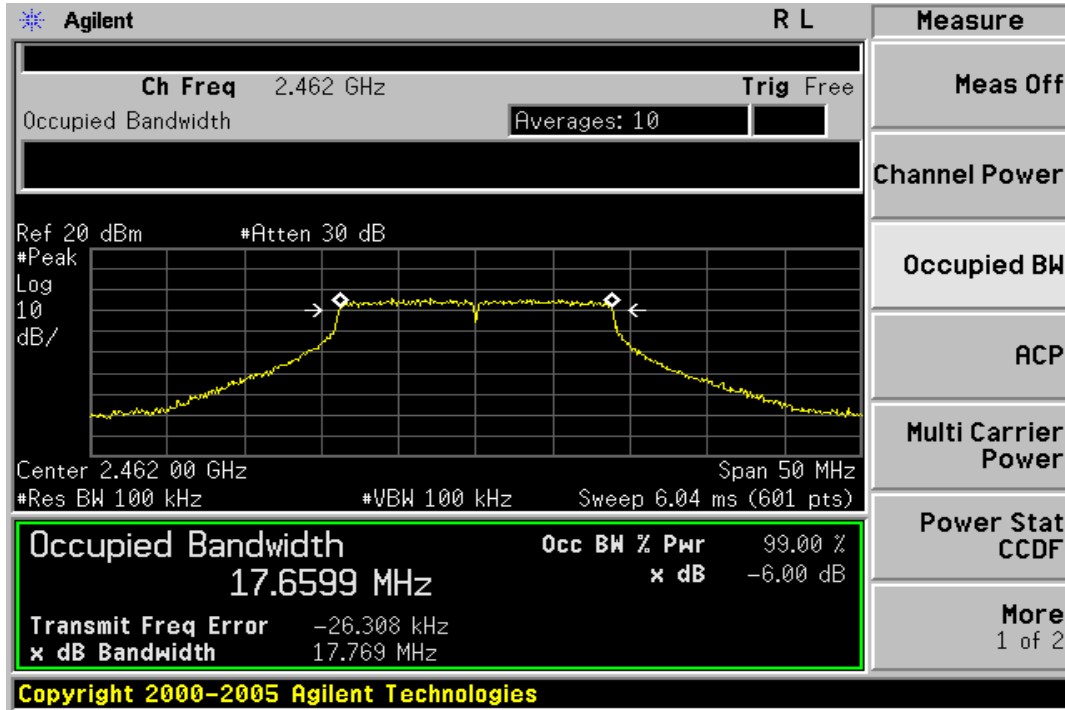 Agilent R L
Measure
Ch Freq 2.462 GHz Trig Free
Occupied Bandwidth Averages: 10
Ref 20 dBm #Atten 30 dB
#Peak
Log
10
dB/
Center 2.462 00 GHz Span 50 MHz
#Res BW 100 kHz #VBW 100 kHz Sweep 6.04 ms (601 pts)
Occupied Bandwidth Occ BW % Pwr 99.00 %
17.6599 MHz x dB -6.00 dB
Transmit Freq Error -26.308 kHz
x dB Bandwidth 17.769 MHz
Meas Off
Channel Power
Occupied BW
ACP
Multi Carrier
Power
Power Stat
CCDF
More
1 of 2
Copyright 2000-2005 Agilent Technologies